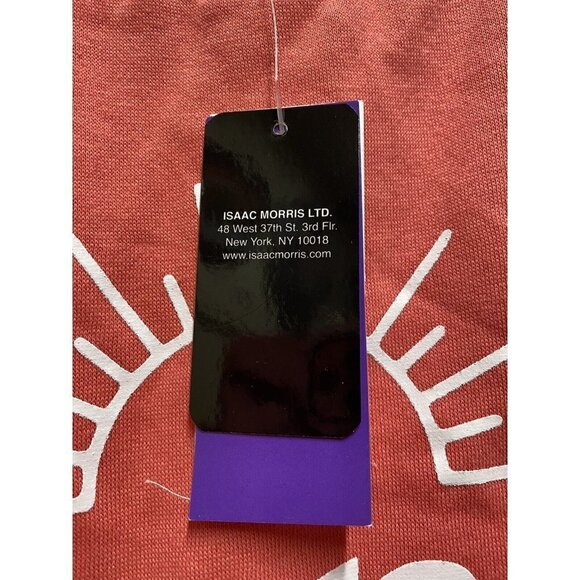 ISAAC MORRIS LTD.
48 West 37th St. 3rd Flr.
New York. NY 10018
www.isaacmorris.com